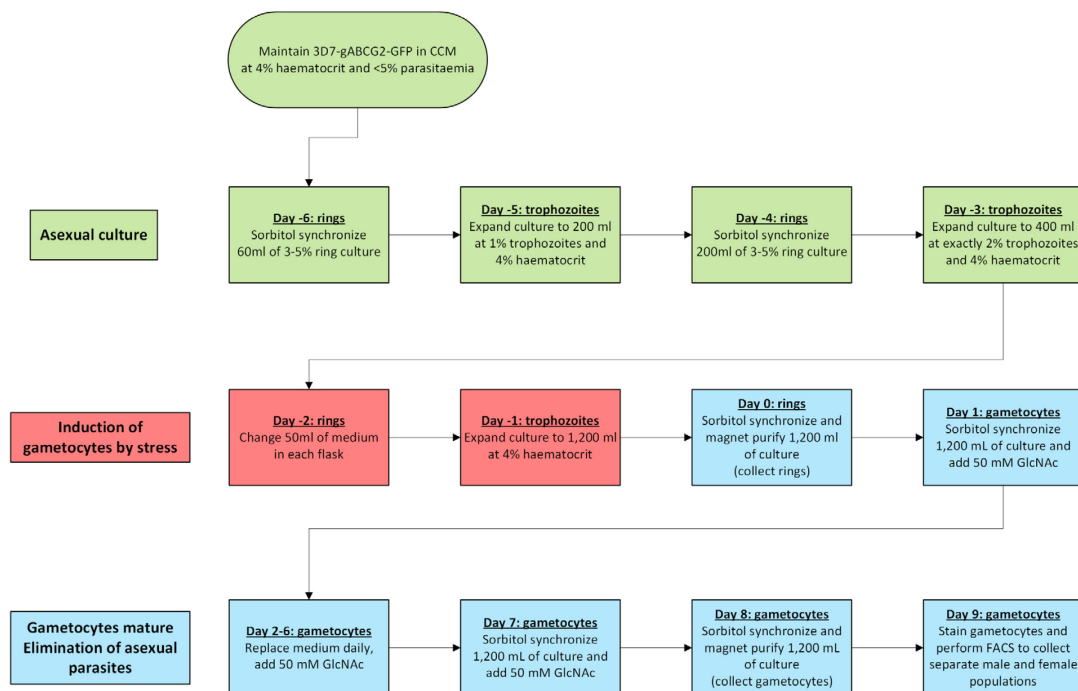 Maintain 3D7-gABCG2-GFP in CCM
at 4% haematocrit and <5% parasitaemia
Asexual culture
Day -6: rings
Sorbitol synchronize
60ml of 3-5% ring culture
Day -5: trophozoites
Expand culture to 200 ml
at 1% trophozoites and
4% haematocrit
Day -4: rings
Sorbitol synchronize
200ml of 3-5% ring culture
Day -3: trophozoites
Expand culture to 400 ml
at exactly 2% trophozoites
and 4% haematocrit
Induction of
gametocytes by stress
Day -2: rings
Change 50ml of medium
in each flask
Day -1: trophozoites
Expand culture to 1,200 ml
at 4% haematocrit
Day 0: rings
Sorbitol synchronize and
magnet purify 1,200 ml
of culture
(collect rings)
Day 1: gametocytes
Sorbitol synchronize
1,200 mL of culture and
add 50 mM GlcNAc
Gametocytes mature
Elimination of asexual
parasites
Day 2-6: gametocytes
Replace medium daily,
add 50 mM GlcNAc
Day 7: gametocytes
Sorbitol synchronize
1,200 mL of culture and
add 50 mM GlcNAc
Day 8: gametocytes
Sorbitol synchronize and
magnet purify 1,200 mL
of culture
(collect gametocytes)
Day 9: gametocytes
Stain gametocytes and
perform FACS to collect
separate male and female
populations